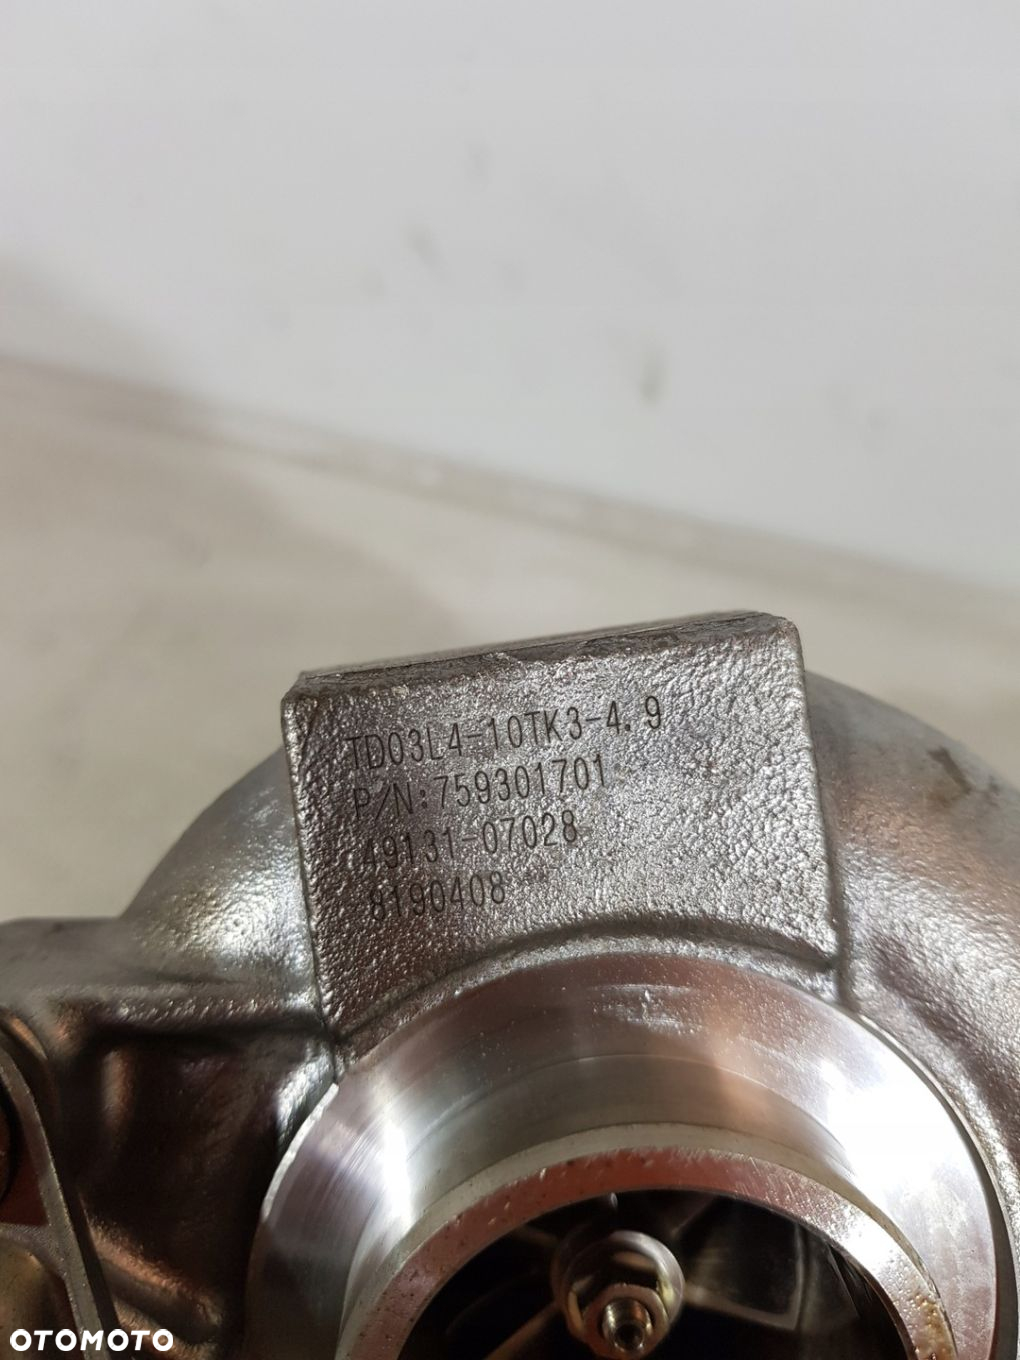 TD03L4-10TK3-4.9
P/N:759301701
49131-07028
8190408
OTOMOTO